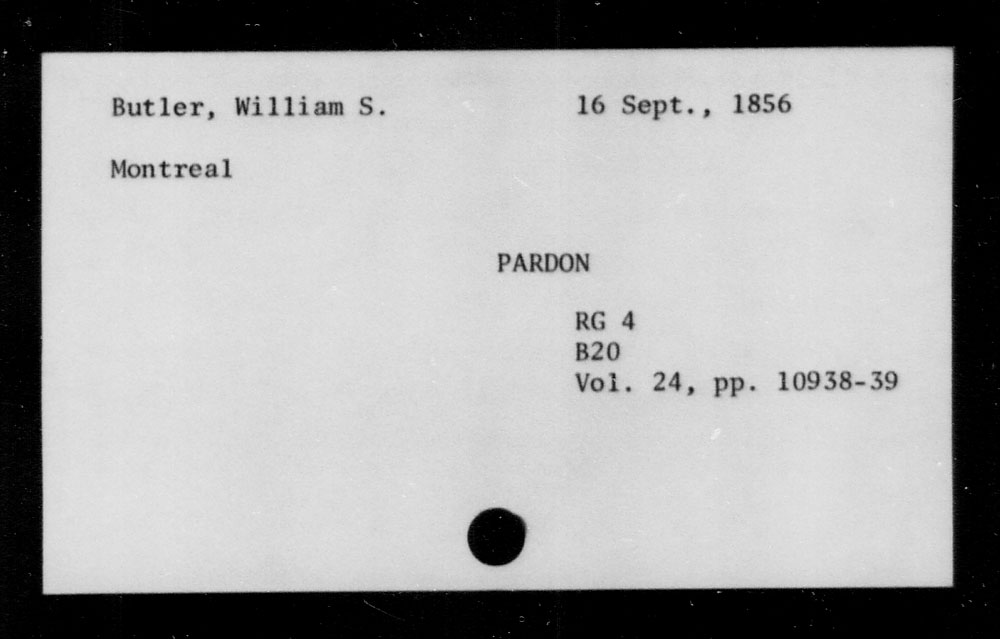 Butler, William S. 16 Sept., 1856
Montreal
PARDON
RG 4
B20
Vol. 24, pp. 10938-39